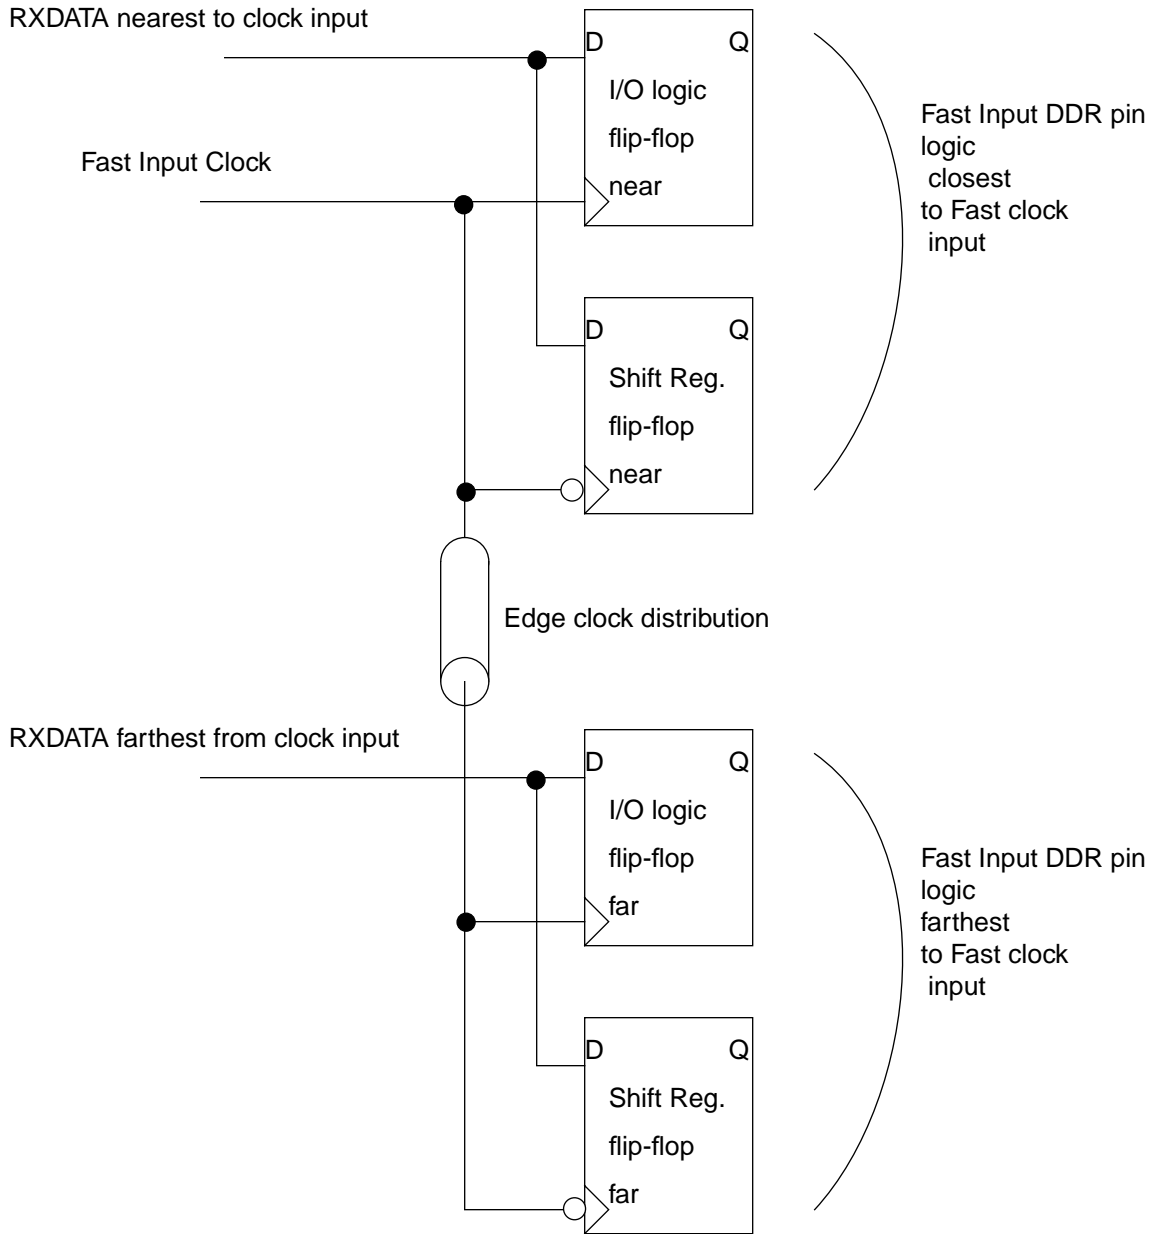 RXDATA nearest to clock input
D Q
I/O logic
flip-flop
near
Fast Input Clock
Fast Input DDR pin
logic
closest
to Fast clock
input
D Q
Shift Reg.
flip-flop
near
Edge clock distribution
RXDATA farthest from clock input
D Q
I/O logic
flip-flop
far
Fast Input DDR pin
logic
farthest
to Fast clock
input
D Q
Shift Reg.
flip-flop
far